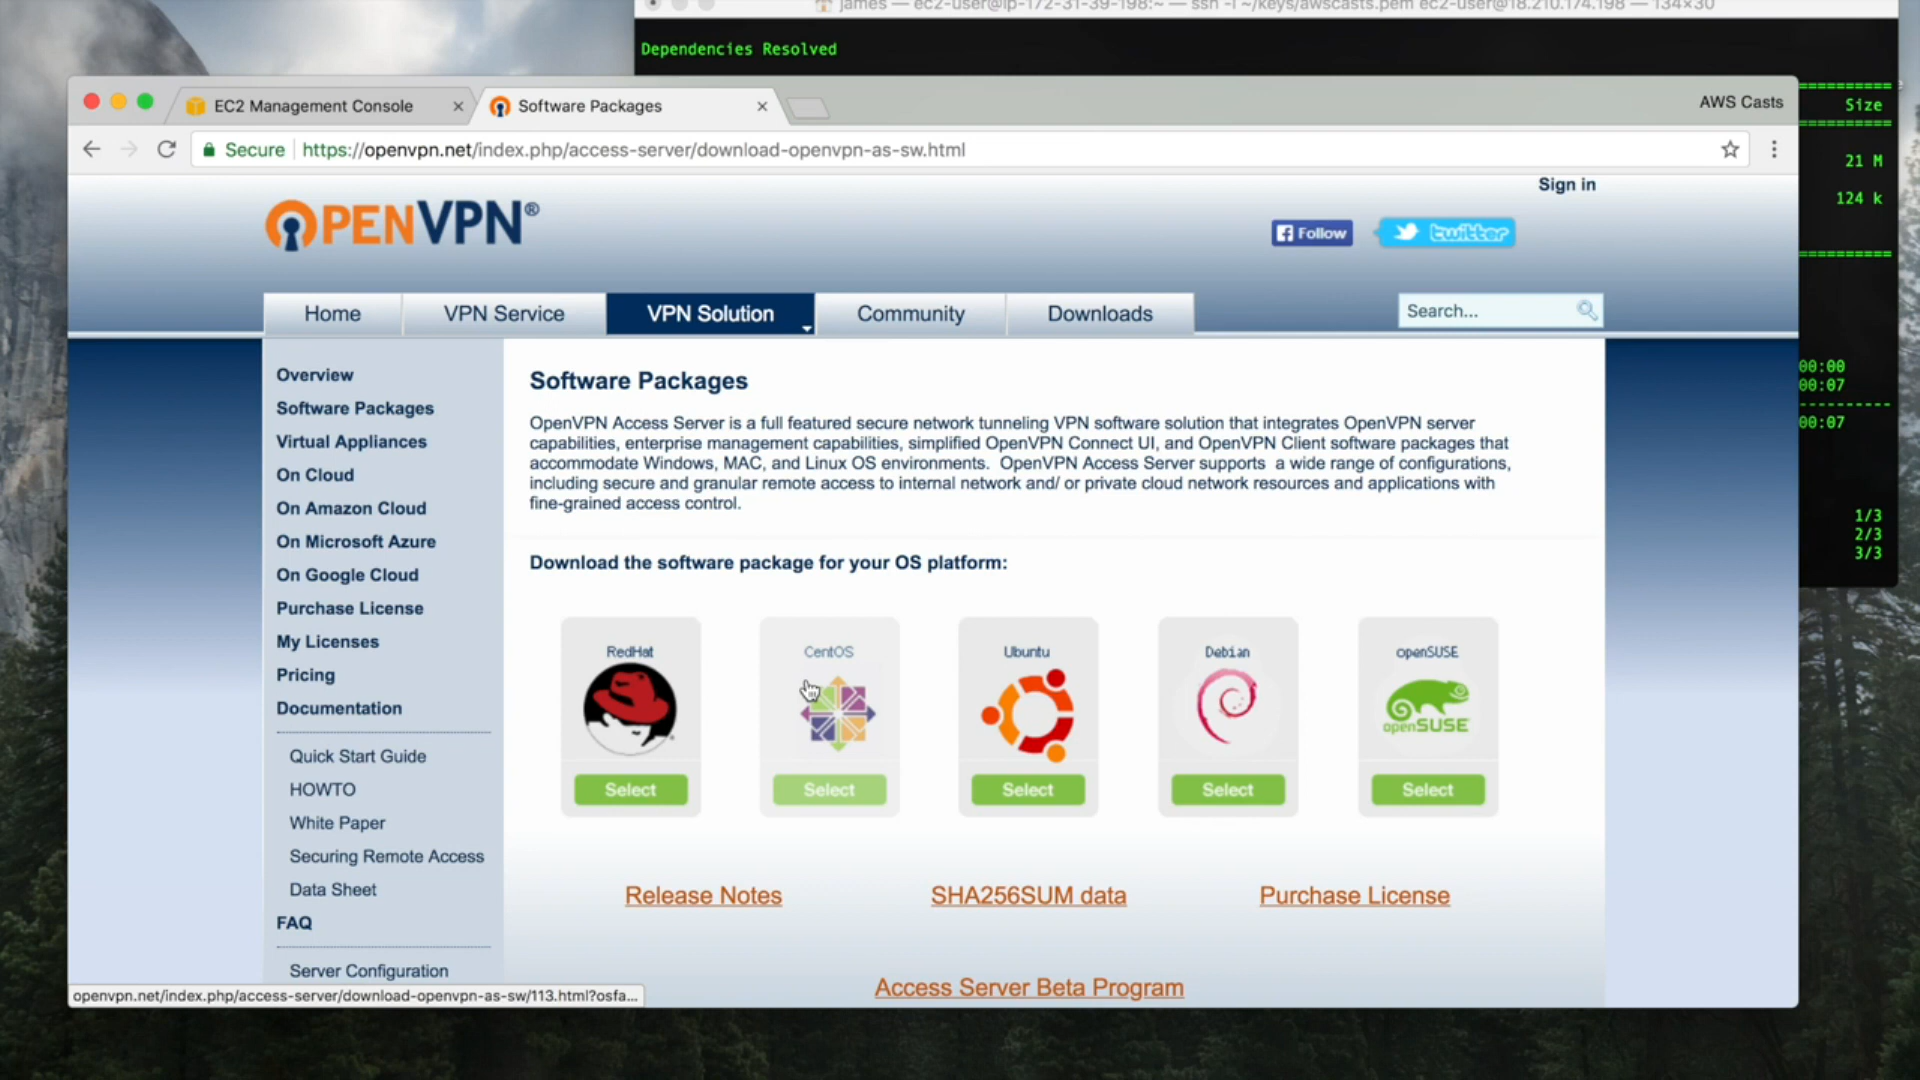 james — ec2-user@ip-172-31-39-198:~ — ssh -i ~/keys/awscasts.pem ec2-user@18.210.174.198 — 134×30
Dependencies Resolved
Size
21 M
124 k
00:00
00:07
00:07
1/3
2/3
3/3
EC2 Management Console
Software Packages
AWS Casts
Secure
https://openvpn.net/index.php/access-server/download-openvpn-as-sw.html
Sign in
OPENVPN®
Follow
twitter
Home
VPN Service
VPN Solution
Community
Downloads
Search...
Overview
Software Packages
Virtual Appliances
On Cloud
On Amazon Cloud
On Microsoft Azure
On Google Cloud
Purchase License
My Licenses
Pricing
Documentation
Quick Start Guide
HOWTO
White Paper
Securing Remote Access
Data Sheet
FAQ
Server Configuration
Software Packages
OpenVPN Access Server is a full featured secure network tunneling VPN software solution that integrates OpenVPN server
capabilities, enterprise management capabilities, simplified OpenVPN Connect UI, and OpenVPN Client software packages that
accommodate Windows, MAC, and Linux OS environments. OpenVPN Access Server supports a wide range of configurations,
including secure and granular remote access to internal network and/ or private cloud network resources and applications with
fine-grained access control.
Download the software package for your OS platform:
RedHat
CentOS
Ubuntu
Debian
openSUSE
openSUSE
Select
Select
Select
Select
Select
Release Notes
SHA256SUM data
Purchase License
Access Server Beta Program
openvpn.net/index.php/access-server/download-openvpn-as-sw/113.html?osfa...